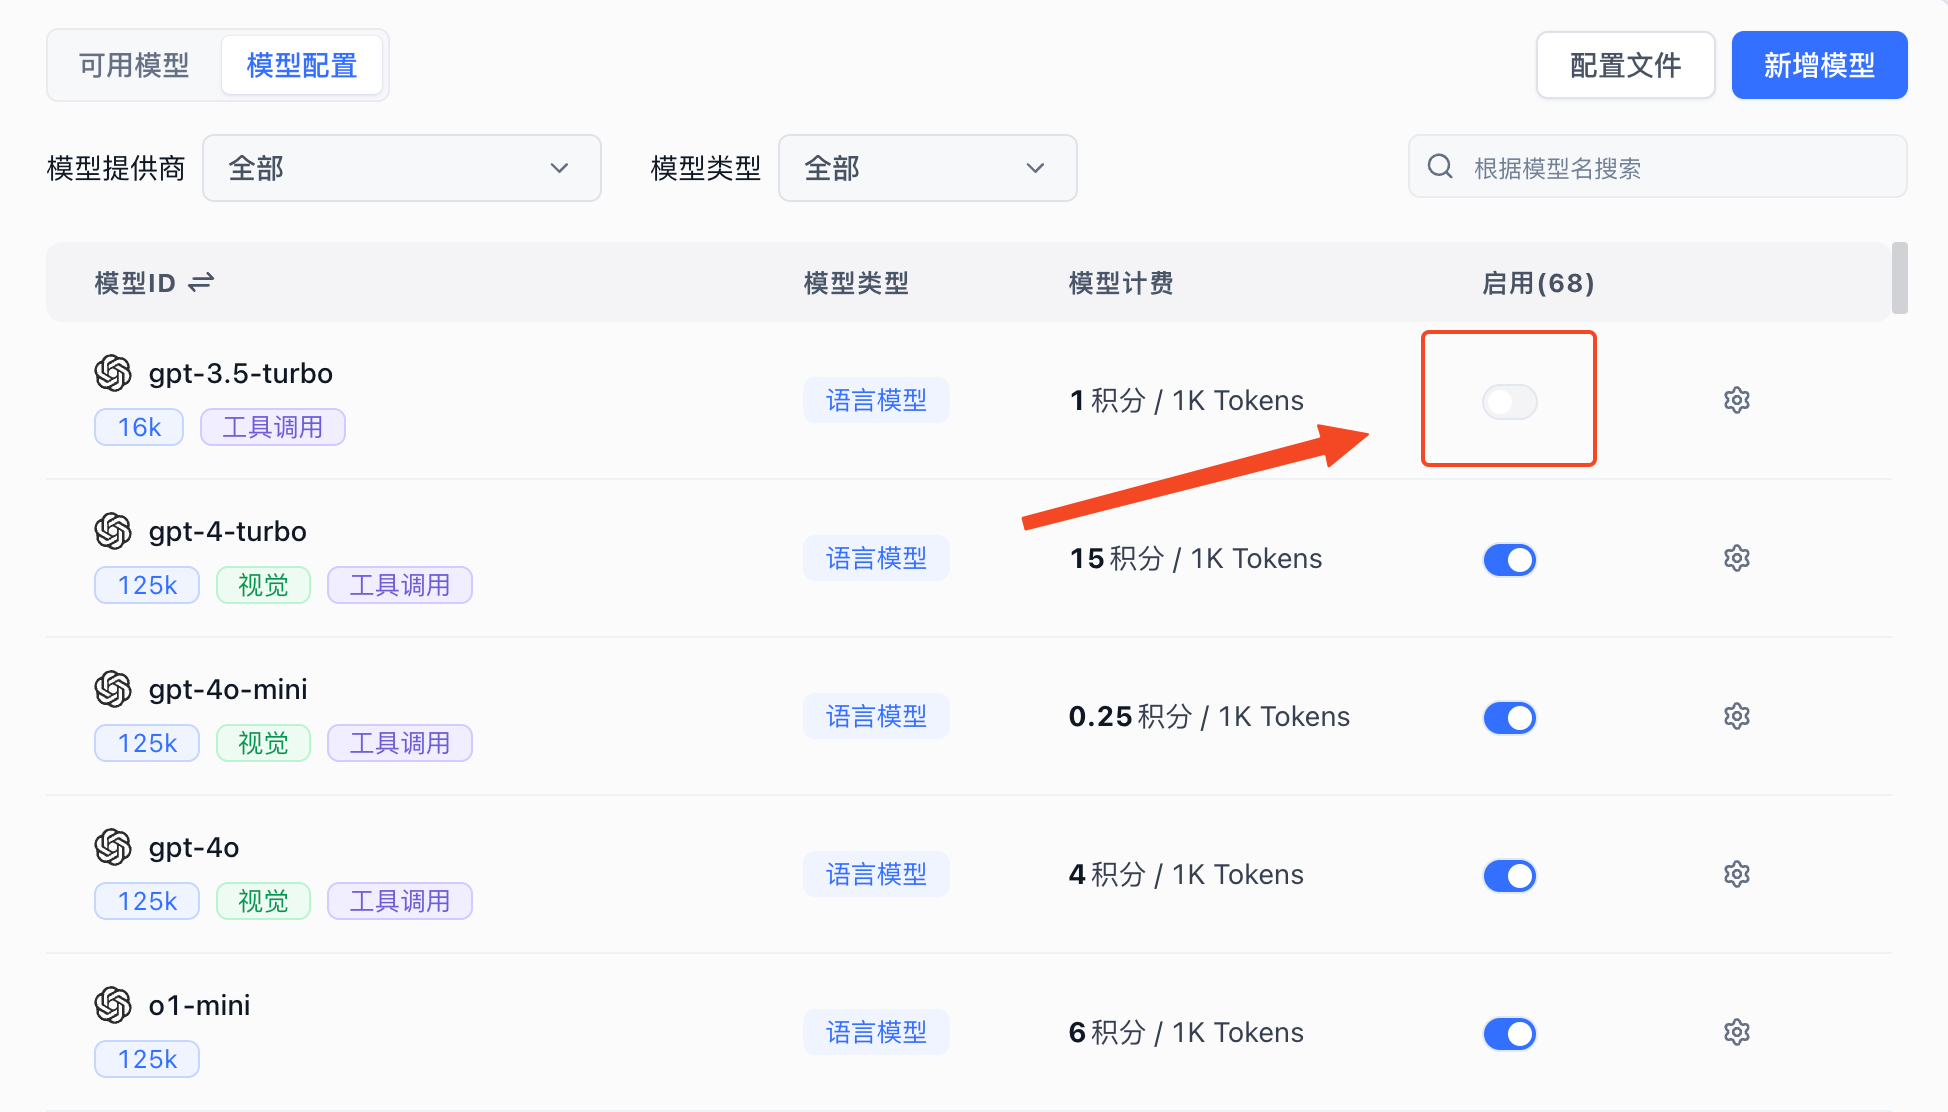 可用模型 模型配置 配置文件 新增模型
模型提供商 全部 模型类型 全部 根据模型名搜索
模型ID 模型类型 模型计费 启用(68)
gpt-3.5-turbo
16k 工具调用
语言模型 1 积分 / 1K Tokens
gpt-4-turbo
125k 视觉 工具调用
语言模型 15 积分 / 1K Tokens
gpt-4o-mini
125k 视觉 工具调用
语言模型 0.25 积分 / 1K Tokens
gpt-4o
125k 视觉 工具调用
语言模型 4 积分 / 1K Tokens
o1-mini
125k
语言模型 6 积分 / 1K Tokens